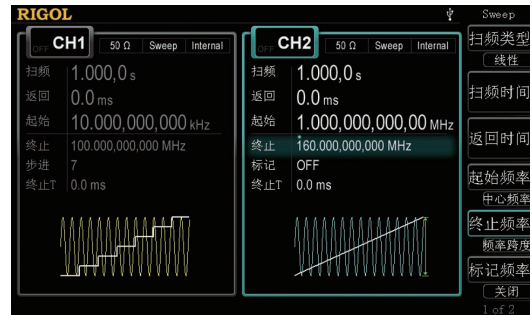 RIGOL
Sweep
OFF CH1 50 Ω Sweep Internal
扫频 1.000,0 s
返回 0.0 ms
起始 10.000,000,000 kHz
终止 100.000,000,000 MHz
步进 7
终止T 0.0 ms
OFF CH2 50 Ω Sweep Internal
扫频 1.000,0 s
返回 0.0 ms
起始 1.000,000,000,00 MHz
终止 160.000,000,000 MHz
标记 OFF
终止T 0.0 ms
扫频类型
线性
扫频时间
返回时间
起始频率
中心频率
终止频率
频率跨度
标记频率
关闭
1 of 2